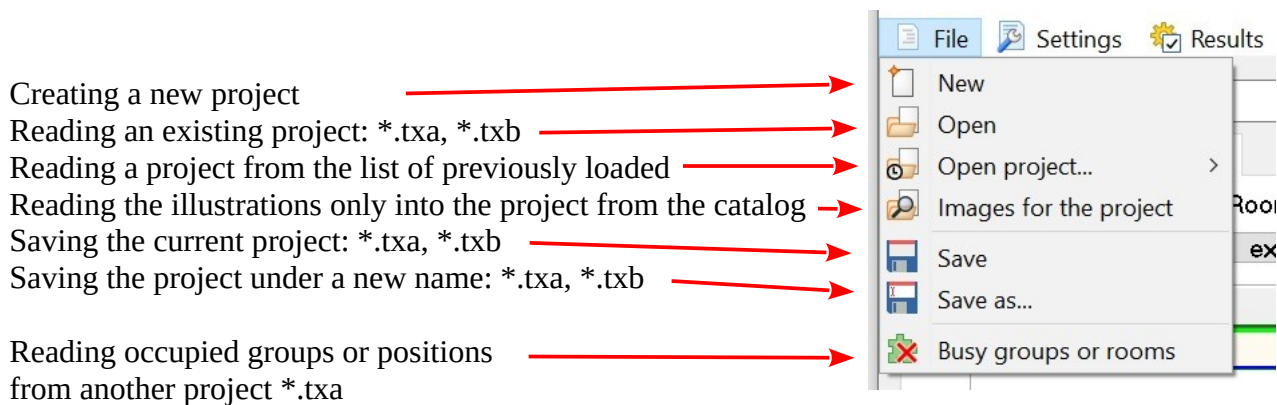 File Settings Results
Creating a new project
New
Reading an existing project: *.txa, *.txb
Open
Reading a project from the list of previously loaded
Open project... >
Reading the illustrations only into the project from the catalog
Images for the project
Saving the current project: *.txa, *.txb
Save
Saving the project under a new name: *.txa, *.txb
Save as...
Reading occupied groups or positions
from another project *.txa
Busy groups or rooms